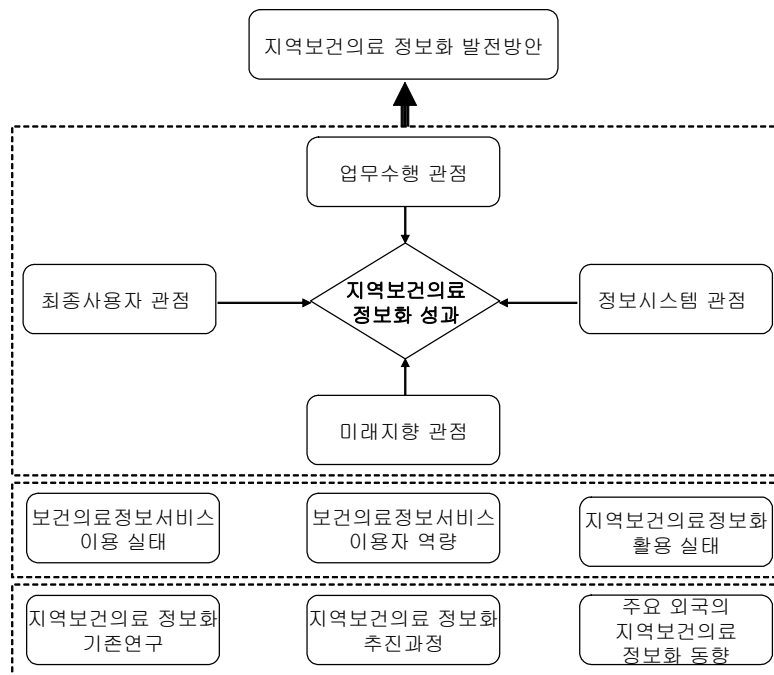 지역보건의료 정보화 발전방안
업무수행 관점
최종사용자 관점
지역보건의료
정보화 성과
정보시스템 관점
미래지향 관점
보건의료정보서비스
이용 실태
보건의료정보서비스
이용자 역량
지역보건의료정보화
활용 실태
지역보건의료 정보화
기존연구
지역보건의료 정보화
추진과정
주요 외국의
지역보건의료
정보화 동향